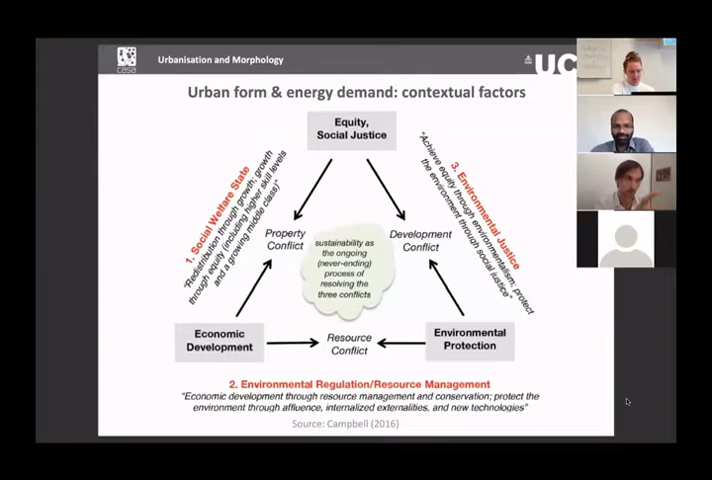 casa
Urbanisation and Morphology
UC
Urban form & energy demand: contextual factors
Equity,
Social Justice
1. Social Welfare State
"Redistribution through growth; growth
through equity (including higher skill levels
and a growing middle class)"
3. Environmental Justice
"Achieve equity through environmentalism; protect
the environment through social justice"
Property
Conflict
Development
Conflict
sustainability as
the ongoing
(never-ending)
process of
resolving the
three conflicts
Economic
Development
Resource
Conflict
Environmental
Protection
2. Environmental Regulation/Resource Management
"Economic development through resource management and conservation; protect the
environment through affluence, internalized externalities, and new technologies"
Source: Campbell (2016)